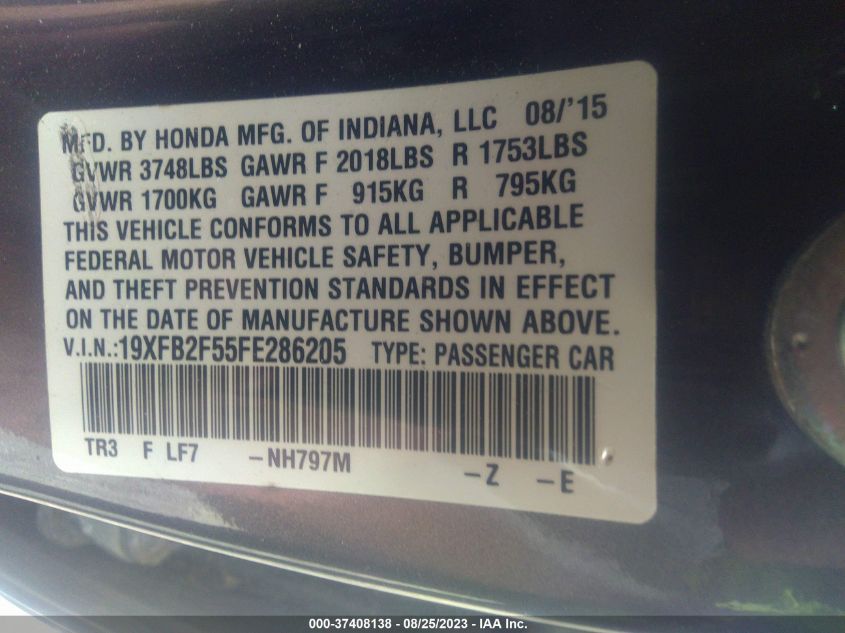 MFD. BY HONDA MFG. OF INDIANA, LLC 08/'15
GVWR 3748LBS GAWR F 2018LBS R 1753LBS
GVWR 1700KG GAWR F 915KG R 795KG
THIS VEHICLE CONFORMS TO ALL APPLICABLE
FEDERAL MOTOR VEHICLE SAFETY, BUMPER,
AND THEFT PREVENTION STANDARDS IN EFFECT
ON THE DATE OF MANUFACTURE SHOWN ABOVE.
V.I.N.:19XFB2F55FE286205 TYPE: PASSENGER CAR
TR3 F LF7 -NH797M -Z -E
000-37408138 - 08/25/2023 - IAA Inc.